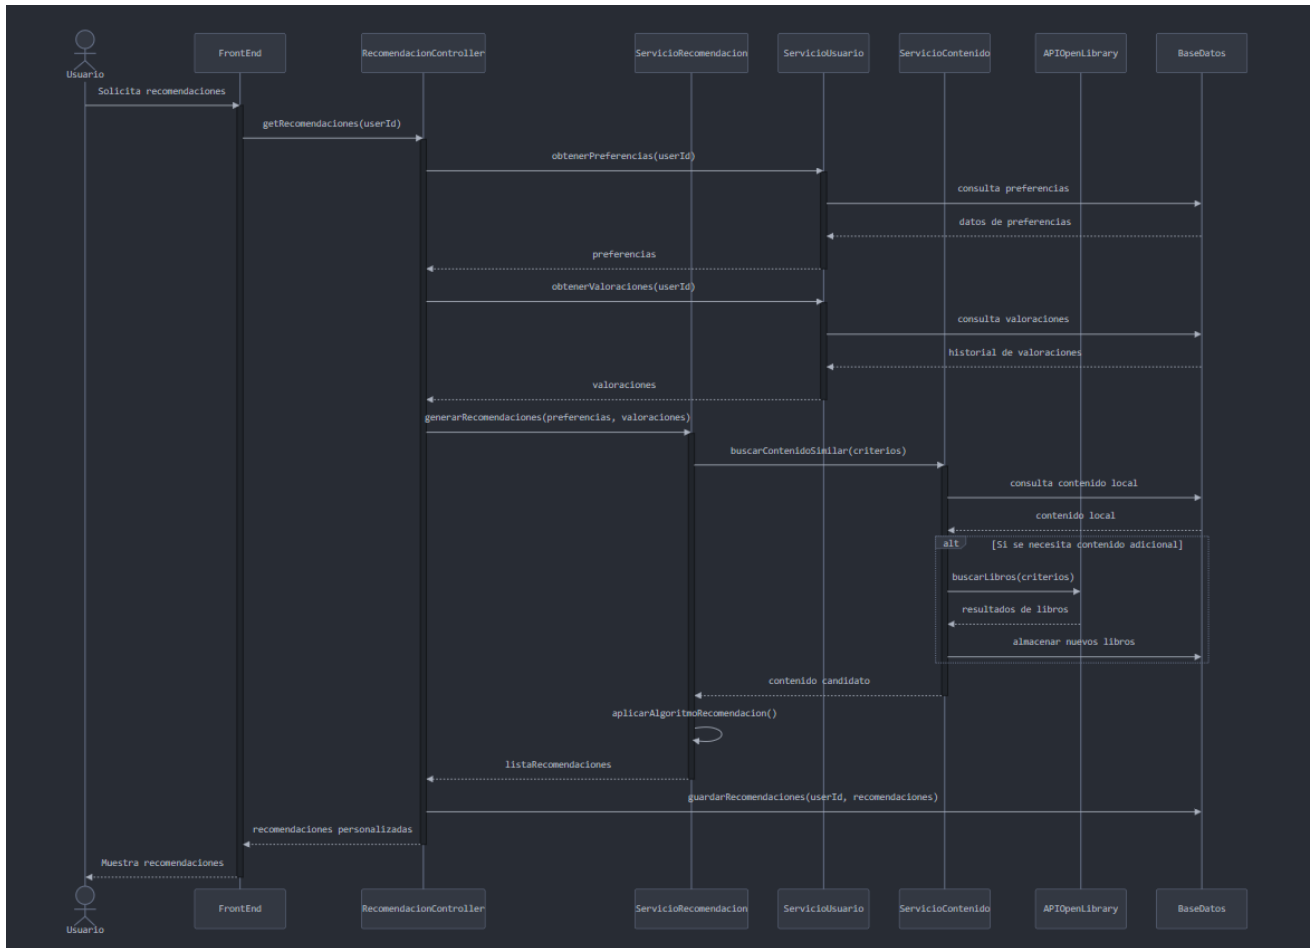 Usuario
FrontEnd
RecomendacionController
ServicioRecomendacion
ServicioUsuario
ServicioContenido
APIOpenLibrary
BaseDatos
Solicita recomendaciones
getRecomendaciones(userId)
obtenerPreferencias(userId)
consulta preferencias
datos de preferencias
preferencias
obtenerValoraciones(userId)
consulta valoraciones
historial de valoraciones
valoraciones
generarRecomendaciones(preferencias, valoraciones)
buscarContenidoSimilar(criterios)
consulta contenido local
contenido local
alt
[Si se necesita contenido adicional]
buscarLibros(criterios)
resultados de libros
almacenar nuevos libros
contenido candidato
aplicarAlgoritmoRecomendacion()
listaRecomendaciones
guardarRecomendaciones(userId, recomendaciones)
recomendaciones personalizadas
Muestra recomendaciones
Usuario
FrontEnd
RecomendacionController
ServicioRecomendacion
ServicioUsuario
ServicioContenido
APIOpenLibrary
BaseDatos